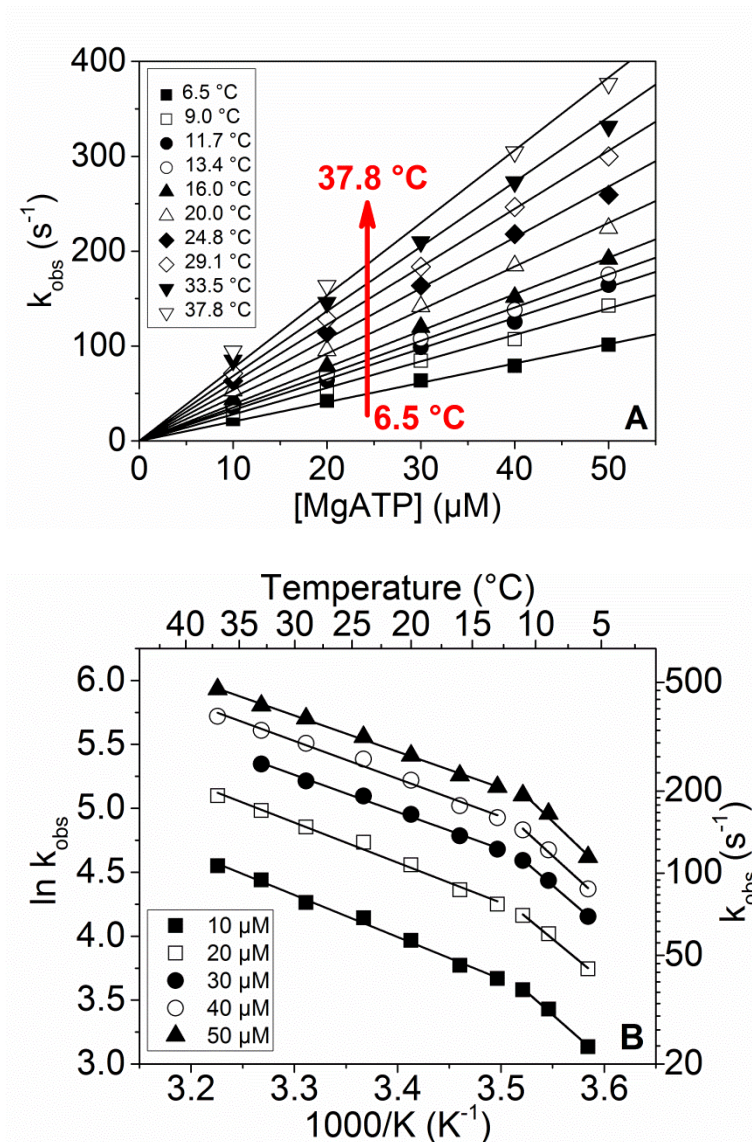 400
300
200
100
0
k_obs (s⁻¹)
6.5 °C
9.0 °C
11.7 °C
13.4 °C
16.0 °C
20.0 °C
24.8 °C
29.1 °C
33.5 °C
37.8 °C
37.8 °C
6.5 °C
A
0 10 20 30 40 50
[MgATP] (µM)
Temperature (°C)
40 35 30 25 20 15 10 5
6.0
5.5
5.0
4.5
4.0
3.5
3.0
ln k_obs
500
200
100
50
20
k_obs (s⁻¹)
10 µM
20 µM
30 µM
40 µM
50 µM
B
3.2 3.3 3.4 3.5 3.6
1000/K (K⁻¹)